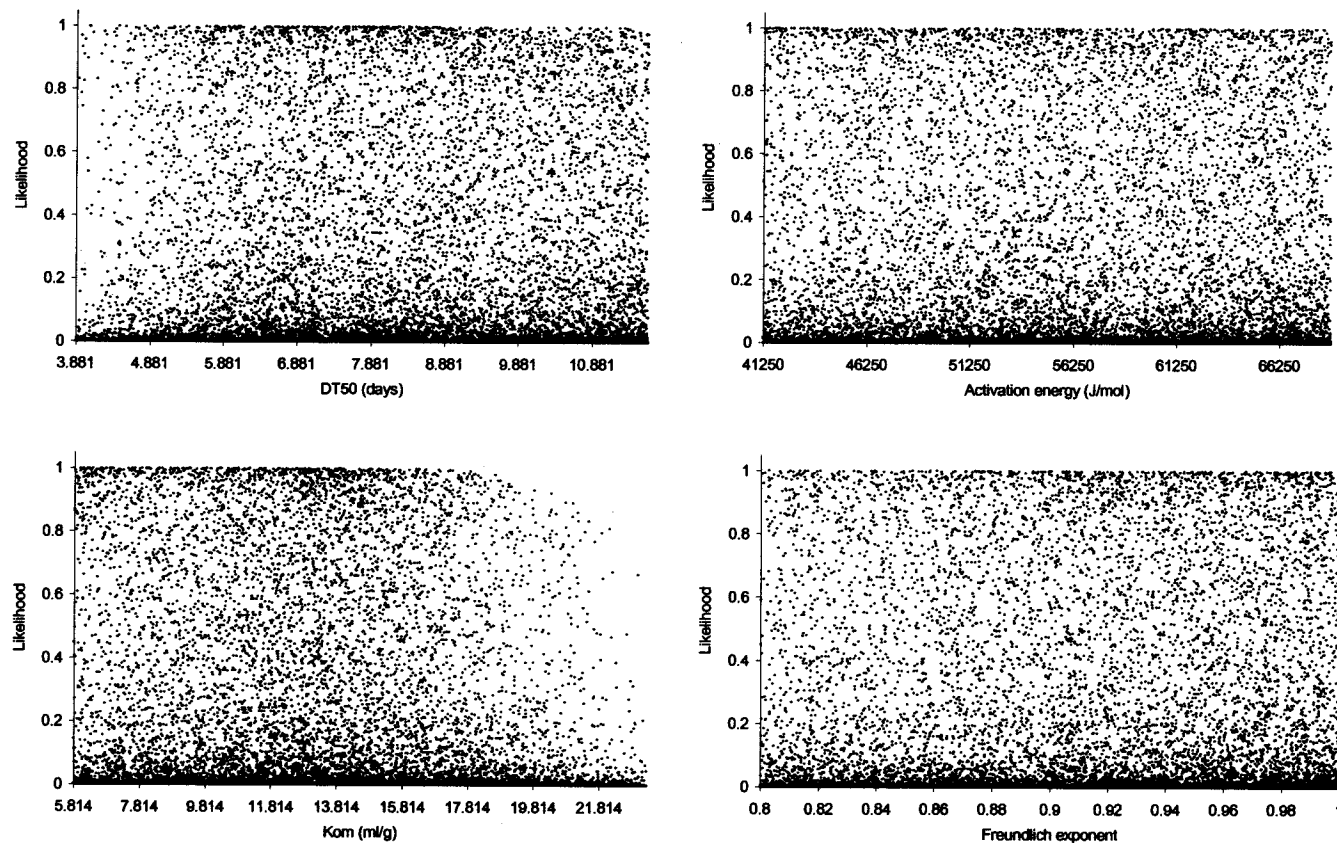 1
0.8
0.6
0.4
0.2
0
Likelihood
3.881 4.881 5.881 6.881 7.881 8.881 9.881 10.881
DT50 (days)
1
0.8
0.6
0.4
0.2
0
Likelihood
41250 46250 51250 56250 61250 66250
Activation energy (J/mol)
1
0.8
0.6
0.4
0.2
0
Likelihood
5.814 7.814 9.814 11.814 13.814 15.814 17.814 19.814 21.814
Kom (ml/g)
1
0.8
0.6
0.4
0.2
0
Likelihood
0.8 0.82 0.84 0.86 0.88 0.9 0.92 0.94 0.96 0.98 1
Freundlich exponent